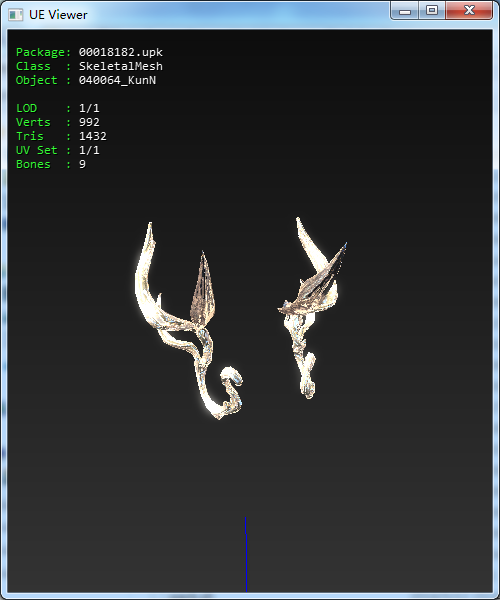 UE Viewer
Package: 00018182.upk
Class  : SkeletalMesh
Object : 040064_KunN
LOD    : 1/1
Verts  : 992
Tris   : 1432
UV Set : 1/1
Bones  : 9